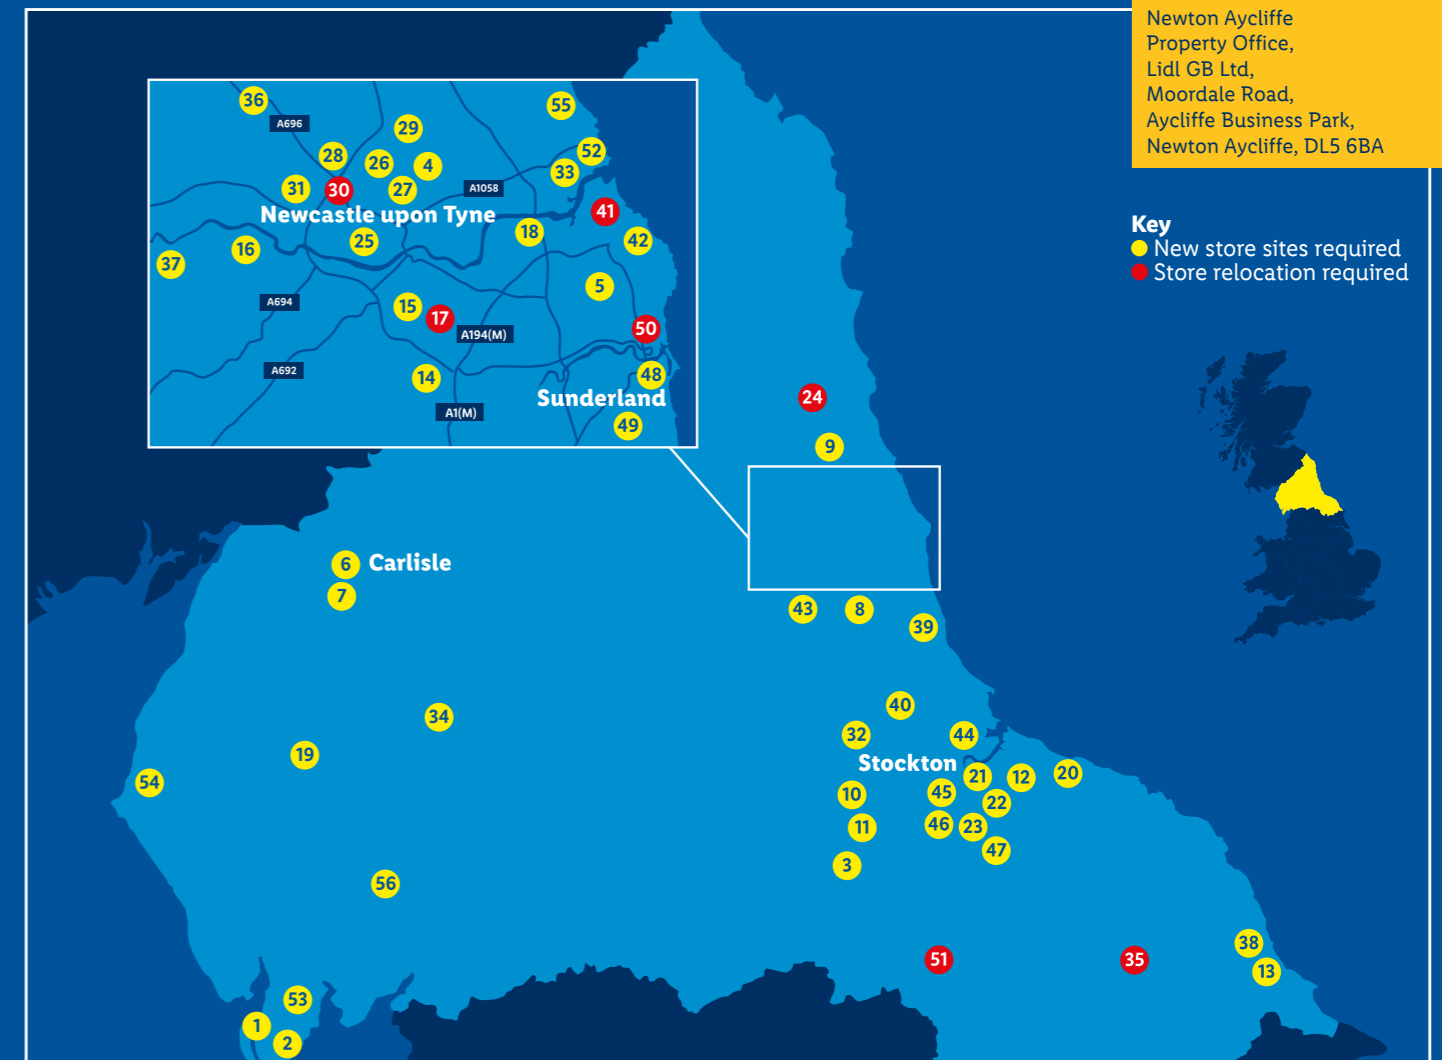 Newton Aycliffe
Property Office,
Lidl GB Ltd,
Moordale Road,
Aycliffe Business Park,
Newton Aycliffe, DL5 6BA
Key
New store sites required
Store relocation required
36
A696
55
29
28
26
4
52
33
31
30
27
A1058
Newcastle upon Tyne
41
16
25
18
42
37
5
A694
15
17
A194(M)
50
A692
14
48
Sunderland
A1(M)
49
24
9
6
Carlisle
7
43
8
39
34
40
19
32
44
Stockton
54
21
12
20
10
45
22
11
46
23
47
3
56
38
51
35
13
53
1
2